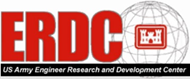 ERDC
US Army Engineer Research and Development Center